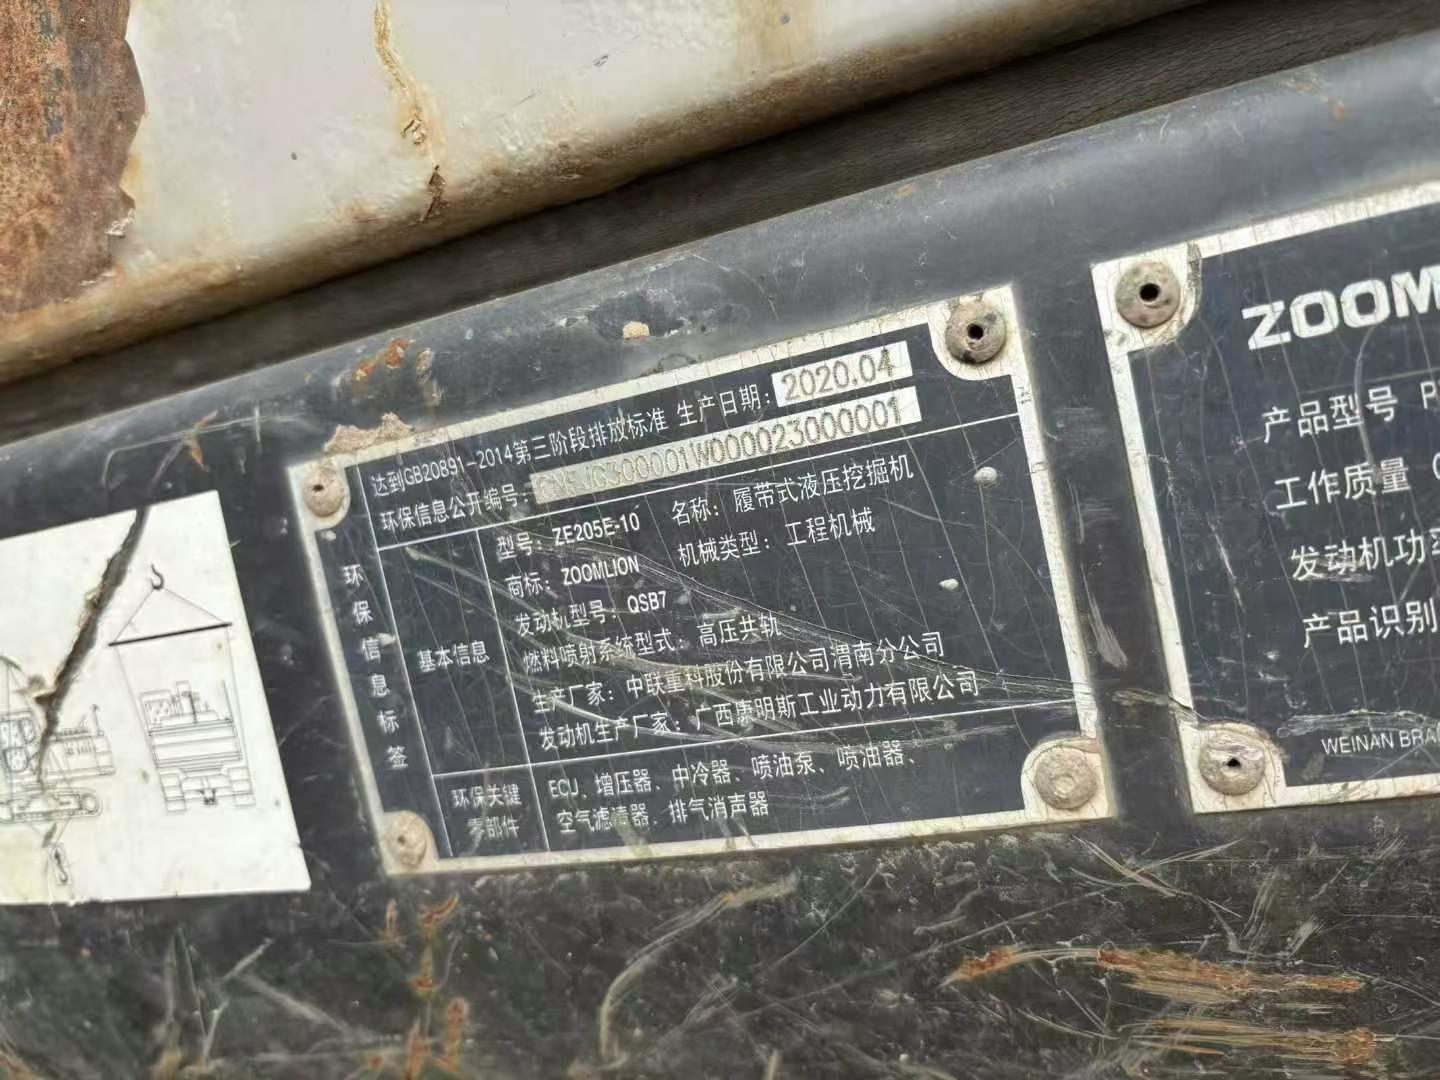 达到GB20891-2014第三阶段排放标准 生产日期: 2020.04
环保信息公开编号: CN FJ G300001W000023000001
环保信息标签
基本信息
型号: ZE205E-10 名称: 履带式液压挖掘机
商标: ZOOMLION 机械类型: 工程机械
发动机型号: QSB7
燃料喷射系统型式: 高压共轨
生产厂家: 中联重科股份有限公司渭南分公司
发动机生产厂家: 广西康明斯工业动力有限公司
环保关键
零部件
ECU、增压器、中冷器、喷油泵、喷油器、
空气滤清器、排气消声器
ZOOM
产品型号 P
工作质量
发动机功率
产品识别
WEINAN BRA